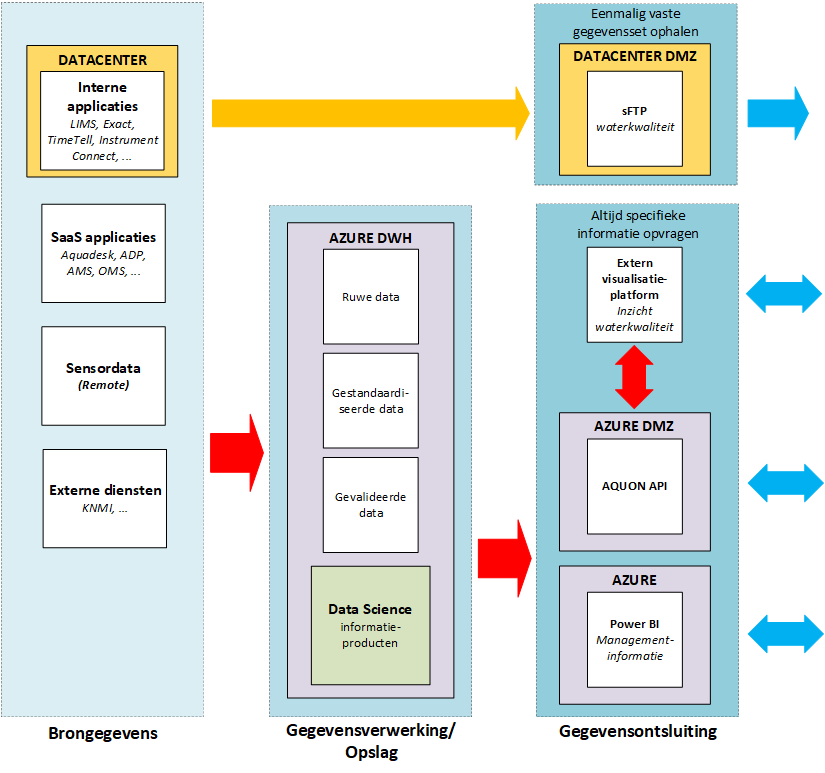 DATACENTER
Interne
applicaties
LIMS, Exact,
TimeTell, Instrument
Connect, ...
SaaS applicaties
Aquadesk, ADP,
AMS, OMS, ...
Sensordata
(Remote)
Externe diensten
KNMI, ...
Brongegevens
AZURE DWH
Ruwe data
Gestandaardi-
seerde data
Gevalideerde
data
Data Science
informatie-
producten
Gegevensverwerking/
Opslag
Eenmalig vaste
gegevensset ophalen
DATACENTER DMZ
sFTP
waterkwaliteit
Altijd specifieke
informatie opvragen
Extern
visualisatie-
platform
Inzicht
waterkwaliteit
AZURE DMZ
AQUON API
AZURE
Power BI
Management-
informatie
Gegevensontsluiting